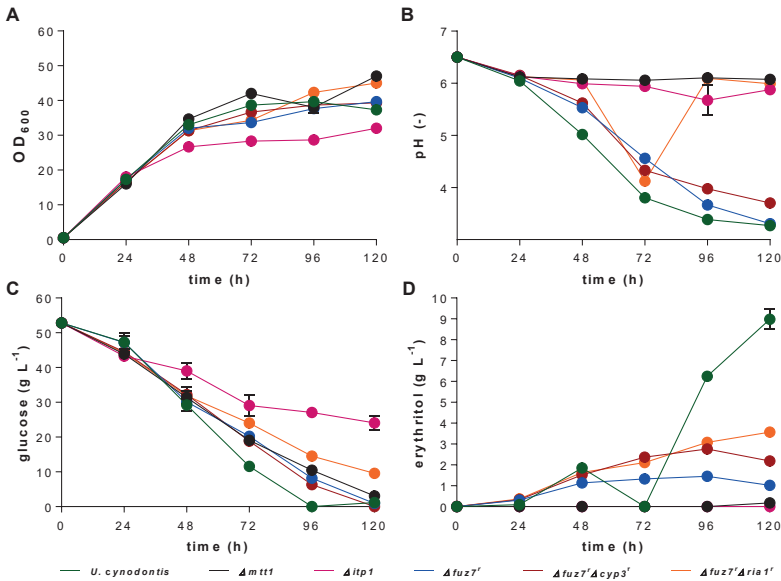 A
60
50
40
30
20
10
0
OD600
0 24 48 72 96 120
time (h)
B
7
6
5
4
pH (-)
0 24 48 72 96 120
time (h)
C
60
50
40
30
20
10
0
glucose (g L-1)
0 24 48 72 96 120
time (h)
D
10
9
8
7
6
5
4
3
2
1
0
erythritol (g L-1)
0 24 48 72 96 120
time (h)
U. cynodontis Δmtt1 Δitp1 Δfuz7r Δfuz7rΔcyp3r Δfuz7rΔria1r